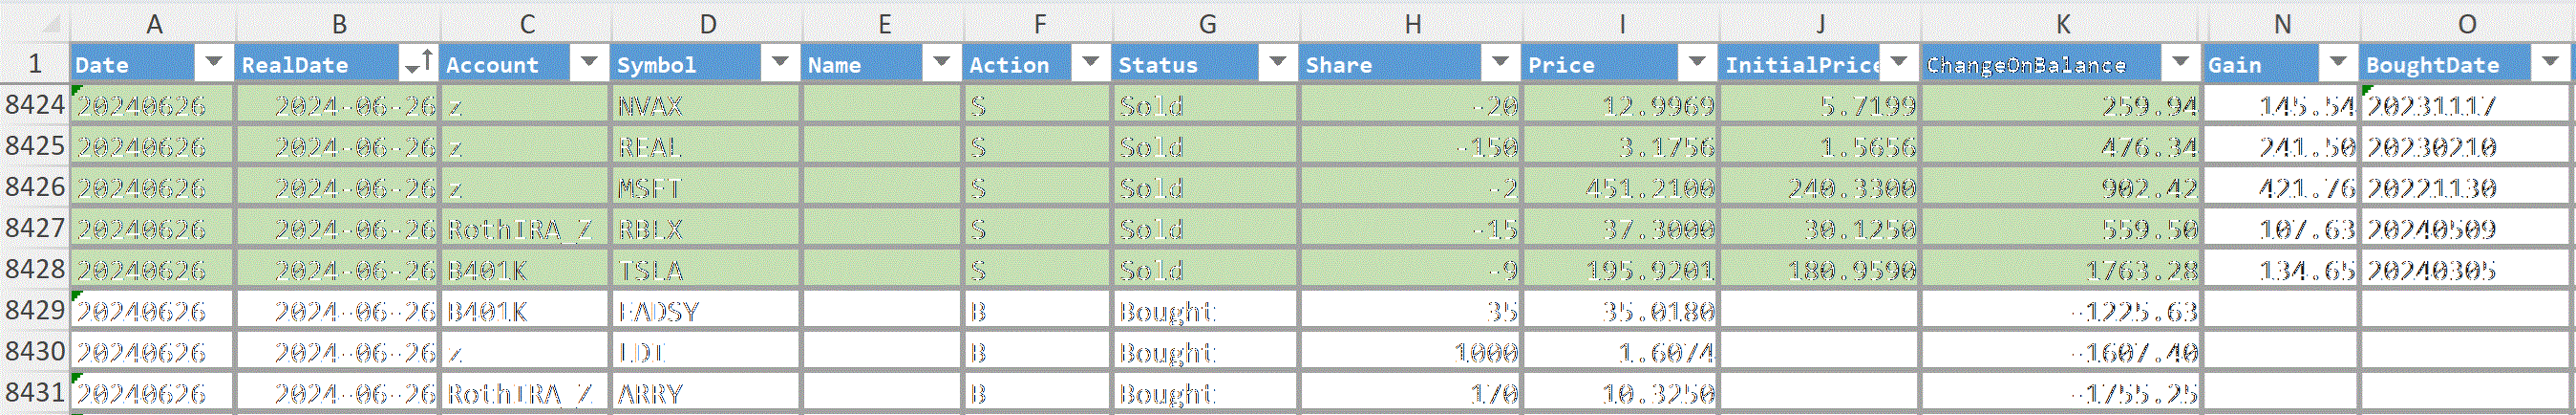 A B C D E F G H I J K N O
1 Date RealDate Account Symbol Name Action Status Share Price InitialPrice ChangeOnBalance Gain BoughtDate
8424 20240626 2024-06-26 z NVAX S Sold -20 12.9969 5.7199 259.94 145.54 20231117
8425 20240626 2024-06-26 z REAL S Sold -150 3.1756 1.5656 476.34 241.50 20230210
8426 20240626 2024-06-26 z MSFT S Sold -2 451.2100 240.3300 902.42 421.76 20221130
8427 20240626 2024-06-26 RothIRA_Z RBLX S Sold -15 37.3000 30.1250 559.50 107.63 20240509
8428 20240626 2024-06-26 B401K TSLA S Sold -9 195.9201 180.9590 1763.28 134.65 20240305
8429 20240626 2024-06-26 B401K EADSY B Bought 35 35.0180 -1225.63
8430 20240626 2024-06-26 z LDI B Bought 1000 1.6074 -1607.40
8431 20240626 2024-06-26 RothIRA_Z ARRY B Bought 170 10.3250 -1755.25